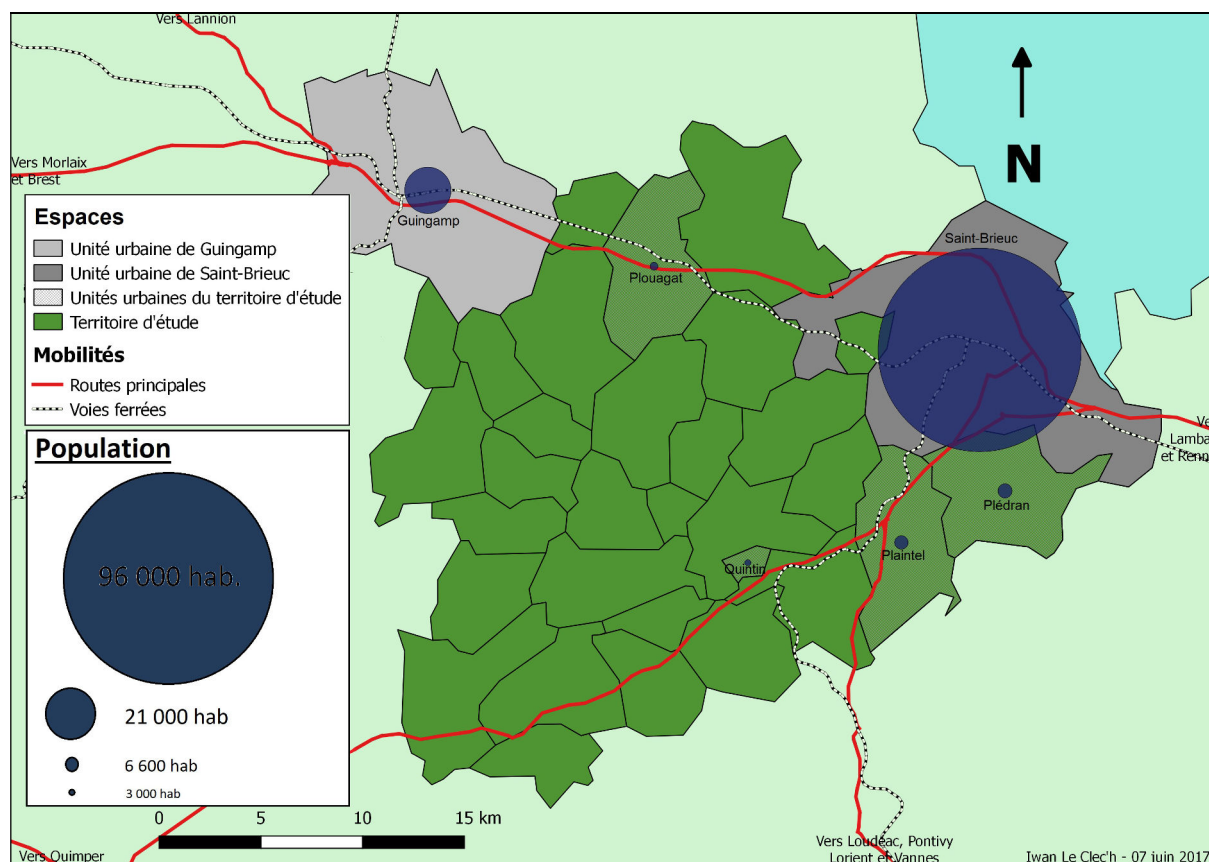 Vers Lannion
Vers Morlaix
et Brest
N
Espaces
Unité urbaine de Guingamp
Unité urbaine de Saint-Brieuc
Unités urbaines du territoire d'étude
Territoire d'étude
Mobilités
Routes principales
Voies ferrées
Population
96 000 hab.
21 000 hab
6 600 hab
3 000 hab
Guingamp
Plouagat
Saint-Brieuc
Plédran
Plaintel
Quintin
Ve
Lamba
et Renn
0 5 10 15 km
Vers Quimper
Vers Loudéac, Pontivy
Lorient et Vannes
Iwan Le Clec'h - 07 juin 2017